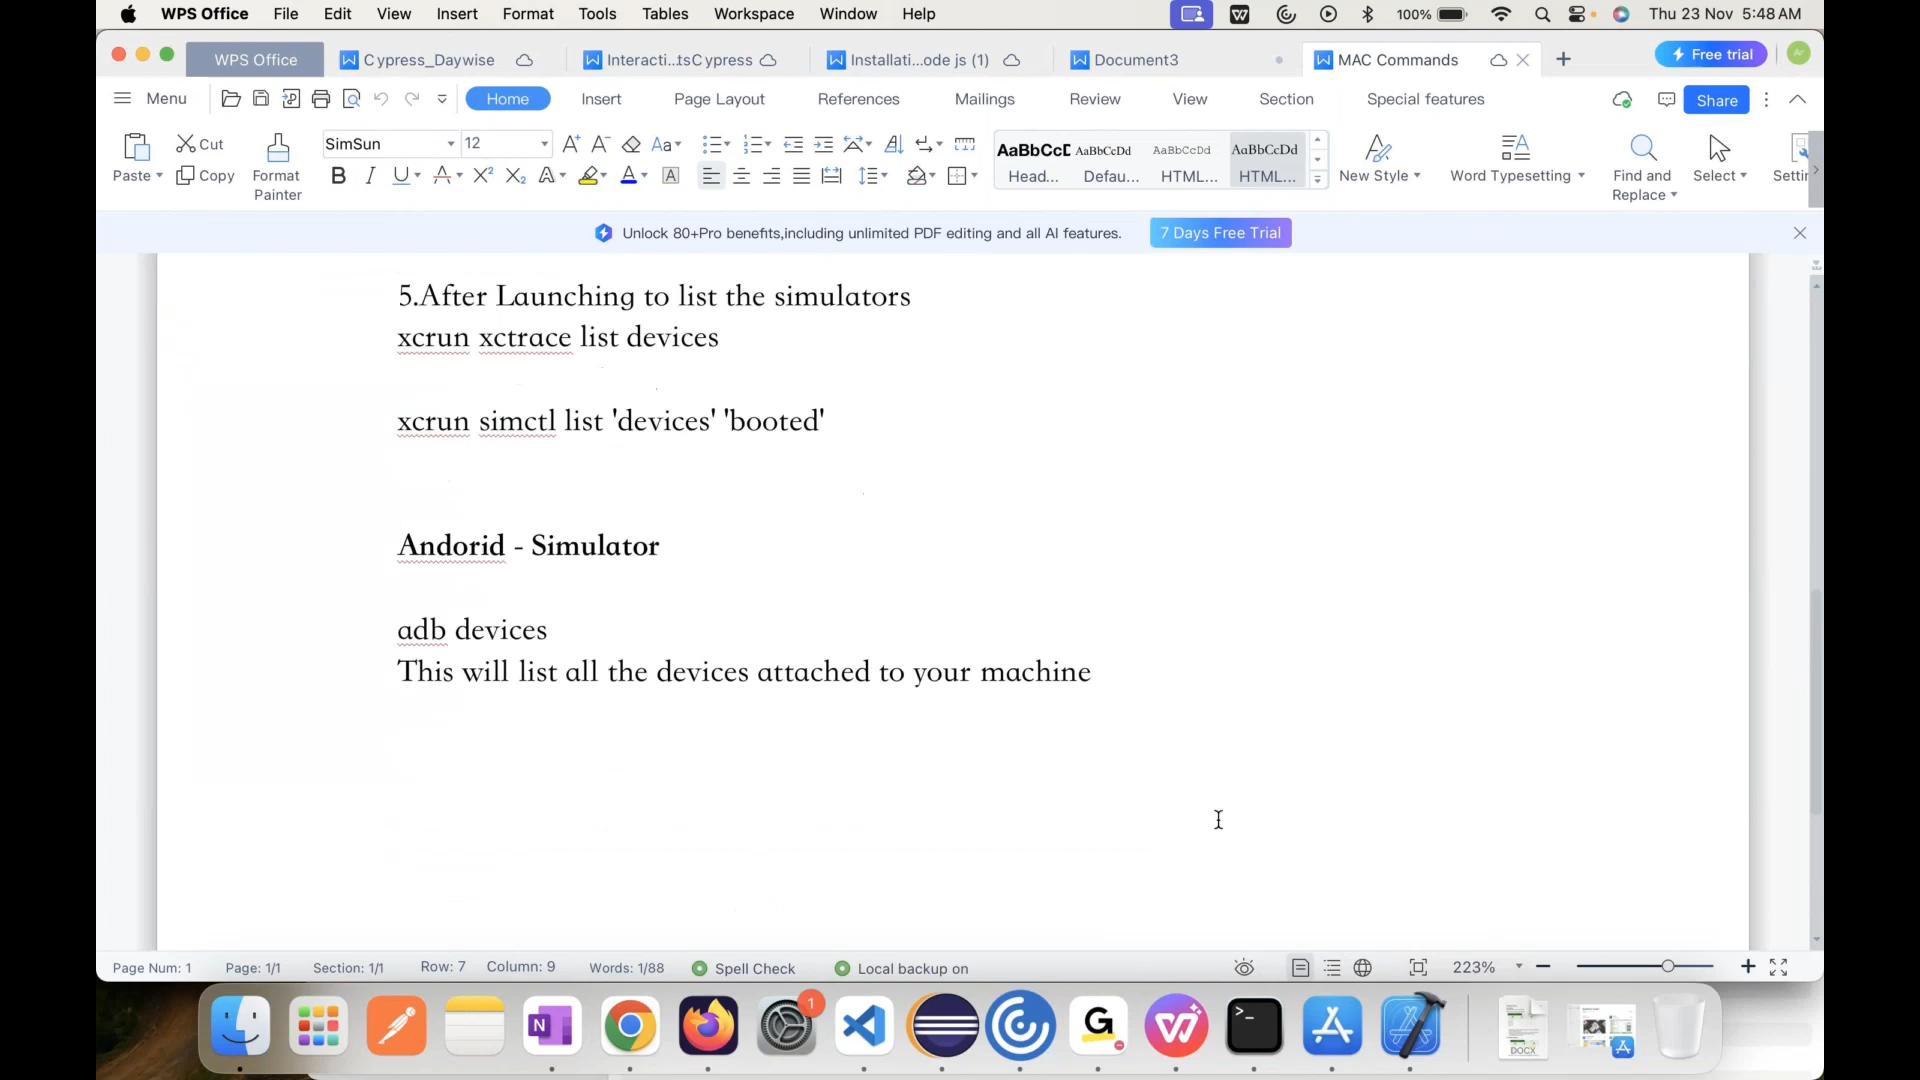 WPS Office File Edit View Insert Format Tools Tables Workspace Window Help 100% Thu 23 Nov 5:48 AM
WPS Office Cypress_Daywise Interacti...tsCypress Installati...ode js (1) Document3 MAC Commands Free trial
Menu Home Insert Page Layout References Mailings Review View Section Special features Share
Cut SimSun 12 AaBbCcD AaBbCcDd AaBbCcDd AaBbCcDd
Paste Copy Format Head... Defau... HTML... HTML... New Style Word Typesetting Find and Select Settin
Painter Replace
Unlock 80+Pro benefits,including unlimited PDF editing and all AI features. 7 Days Free Trial
5.After Launching to list the simulators
xcrun xctrace list devices
xcrun simctl list 'devices' 'booted'
Andorid - Simulator
adb devices
This will list all the devices attached to your machine
Page Num: 1 Page: 1/1 Section: 1/1 Row: 7 Column: 9 Words: 1/88 Spell Check Local backup on 223%
1
DOCX